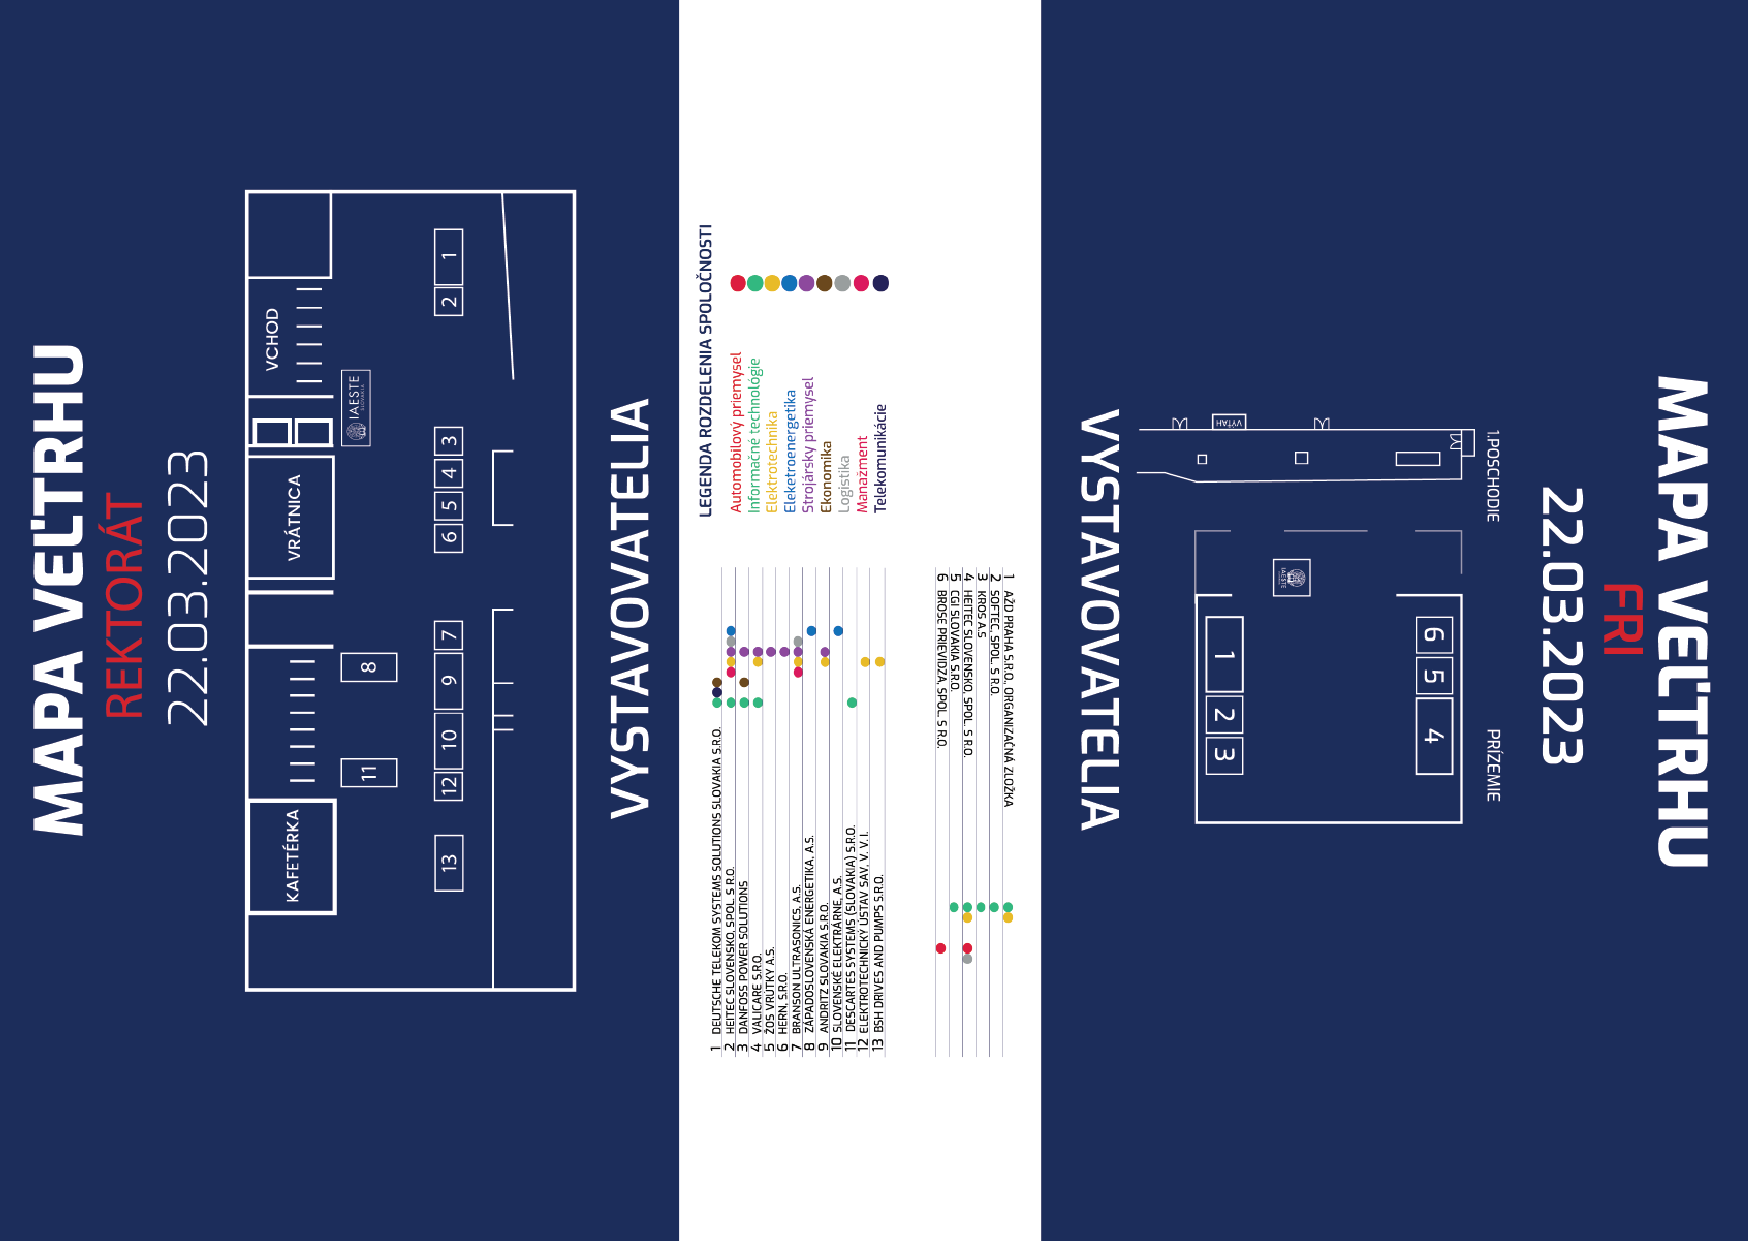 MAPA VEĽTRHU
REKTORÁT
22.03.2023
VCHOD
IAESTE
SLOVAKIA
VRÁTNICA
KAFETÉRKA
1
2
3
4
5
6
7
8
9
10
11
12
13
VYSTAVOVATELIA
LEGENDA ROZDELENIA SPOLOČNOSTI
Automobilový priemysel
Informačné technológie
Elektrotechnika
Eleketroenergetika
Strojársky priemysel
Ekonomika
Logistika
Manažment
Telekomunikácie
1 DEUTSCHE TELEKOM SYSTEMS SOLUTIONS SLOVAKIA S.R.O.
2 HEITEC SLOVENSKO, SPOL. S R.O.
3 DANFOSS POWER SOLUTIONS
4 VALICARE S.R.O.
5 ŽOS VRÚTKY A.S.
6 HERN, S.R.O.
7 BRANSON ULTRASONICS, A.S.
8 ZÁPADOSLOVENSKÁ ENERGETIKA, A.S.
9 ANDRITZ SLOVAKIA S.R.O.
10 SLOVENSKÉ ELEKTRÁRNE, A.S.
11 DESCARTES SYSTEMS (SLOVAKIA) S.R.O.
12 ELEKTROTECHNICKÝ ÚSTAV SAV, V. V. I.
13 BSH DRIVES AND PUMPS S.R.O.
1 AŽD PRAHA S.R.O., ORGANIZAČNÁ ZLOŽKA
2 SOFTEC, SPOL. S R.O.
3 KROS A.S
4 HEITEC SLOVENSKO, SPOL. S R.O.
5 CGI SLOVAKIA S.R.O.
6 BROSE PRIEVIDZA, SPOL. S R.O.
MAPA VEĽTRHU
FRI
22.03.2023
1.POSCHODIE
PRÍZEMIE
VÝŤAH
IAESTE
6
5
4
1
2
3
VYSTAVOVATELIA